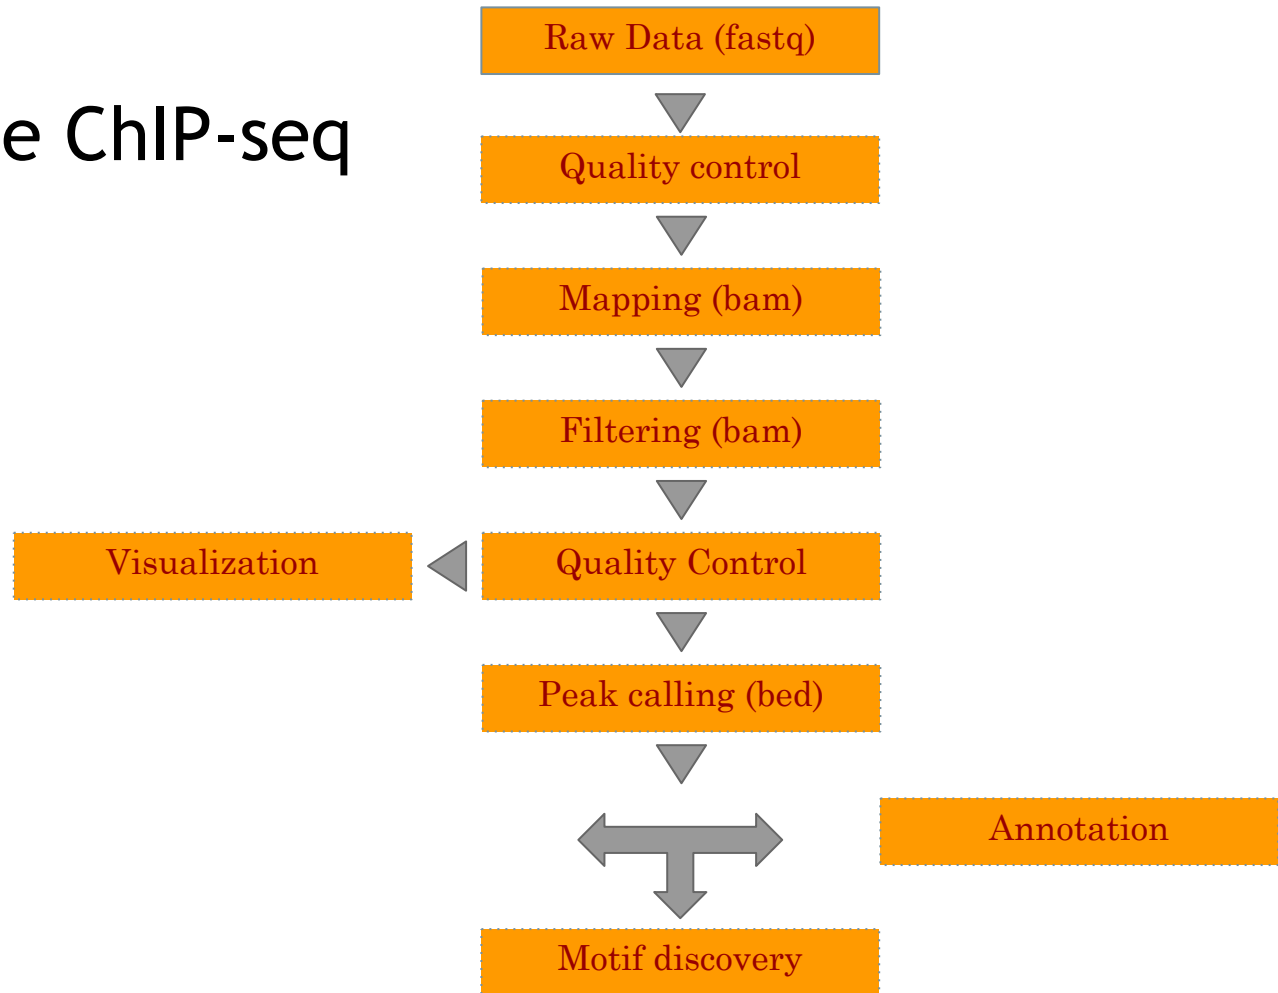 Raw Data (fastq)
e ChIP-seq
Quality control
Mapping (bam)
Filtering (bam)
Visualization
Quality Control
Peak calling (bed)
Annotation
Motif discovery